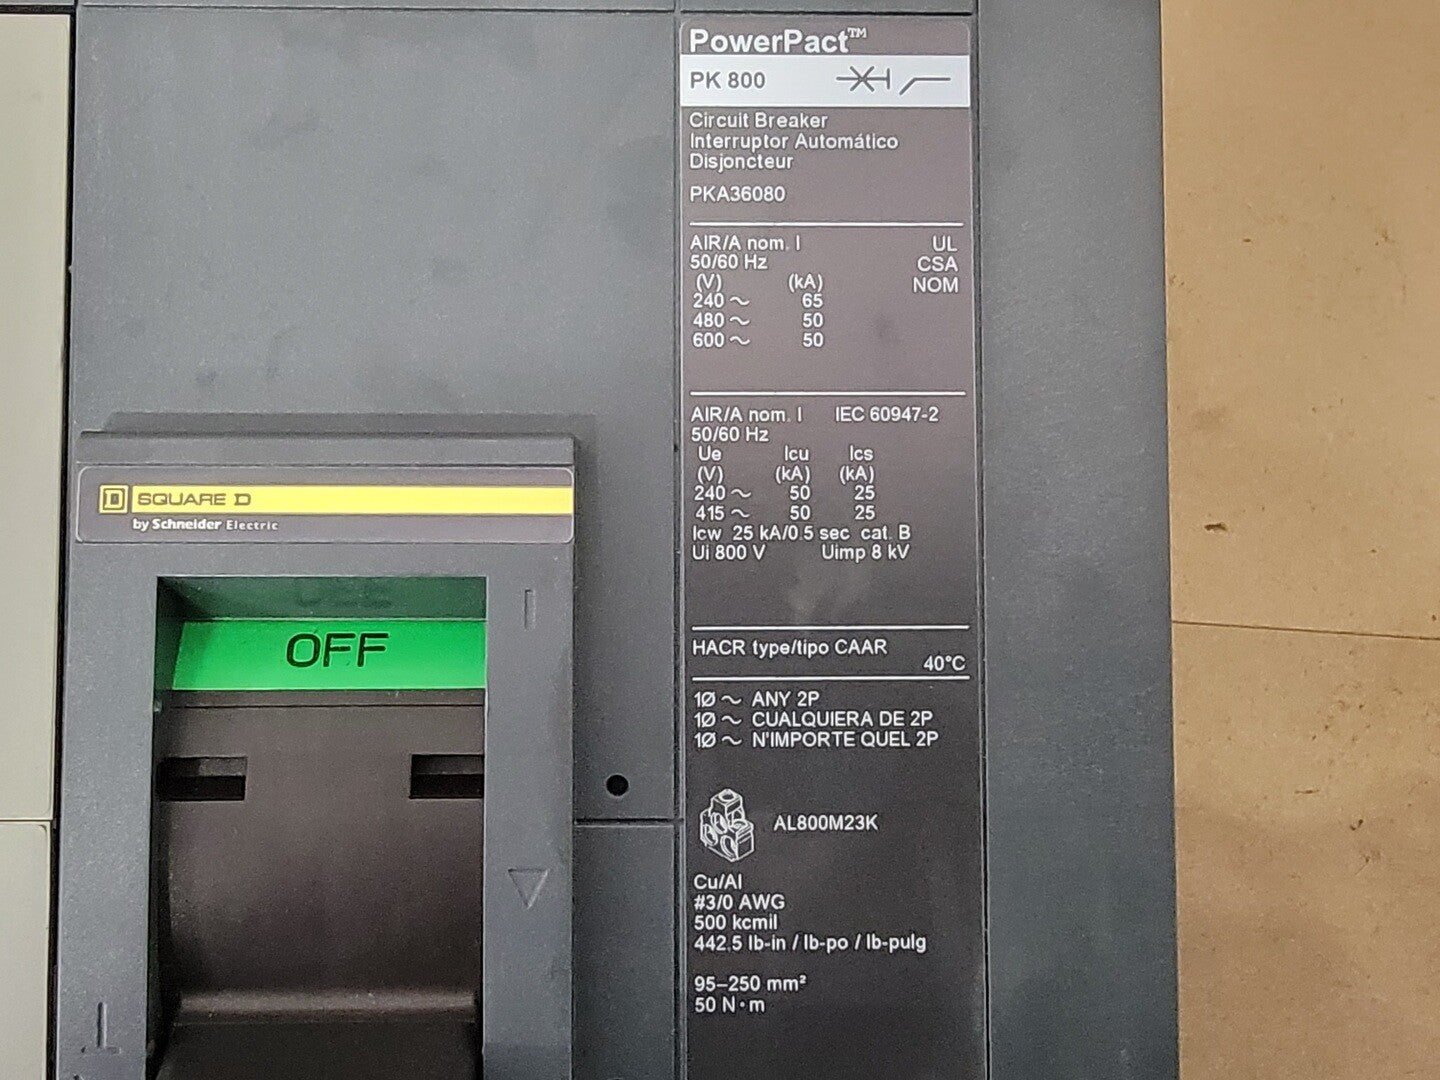 PowerPact™
PK 800
Circuit Breaker
Interruptor Automático
Disjoncteur
PKA36080
AIR/A nom. I UL
50/60 Hz CSA
(V) (kA) NOM
240 ~ 65
480 ~ 50
600 ~ 50
AIR/A nom. I IEC 60947-2
50/60 Hz
Ue Icu Ics
(V) (kA) (kA)
240 ~ 50 25
415 ~ 50 25
Icw 25 kA/0.5 sec cat. B
Ui 800 V Uimp 8 kV
HACR type/tipo CAAR
40°C
1Ø ~ ANY 2P
1Ø ~ CUALQUIERA DE 2P
1Ø ~ N'IMPORTE QUEL 2P
AL800M23K
Cu/Al
#3/0 AWG
500 kcmil
442.5 lb-in / lb-po / lb-pulg
95–250 mm²
50 N·m
D SQUARE D
by Schneider Electric
OFF